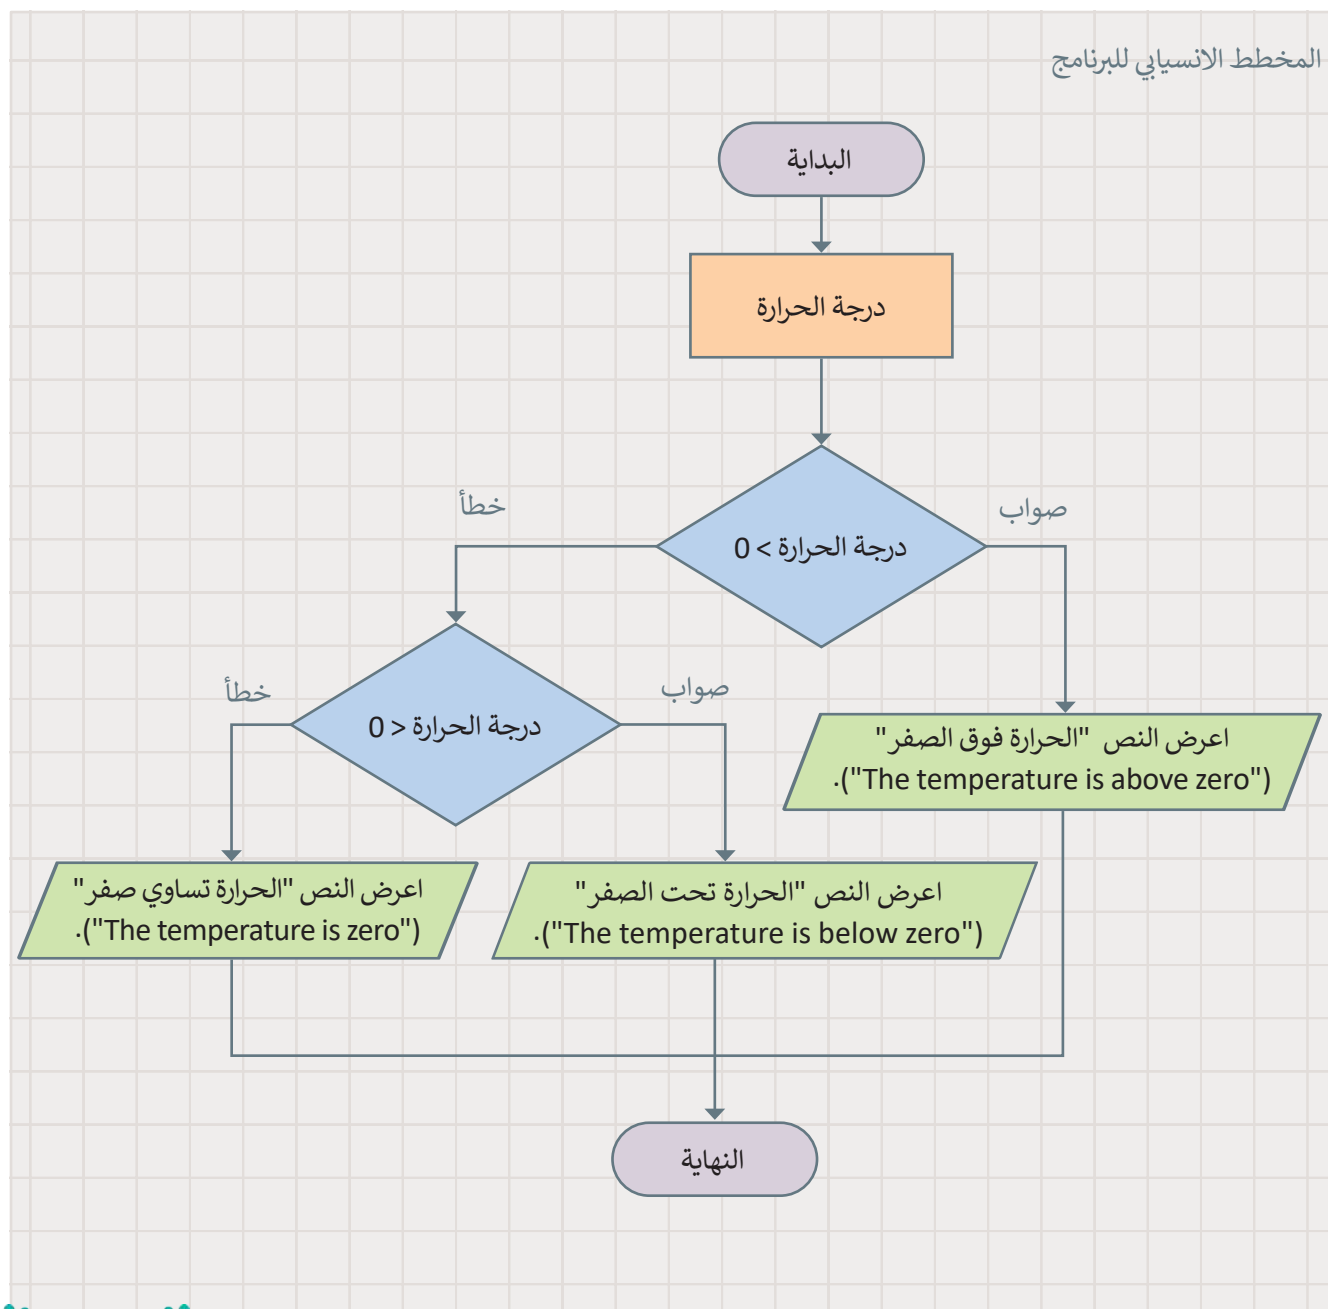 المخطط الانسيابي للبرنامج
البداية
درجة الحرارة
درجة الحرارة > 0
صواب
خطأ
اعرض النص "الحرارة فوق الصفر"
("The temperature is above zero").
درجة الحرارة < 0
صواب
خطأ
اعرض النص "الحرارة تحت الصفر"
("The temperature is below zero").
اعرض النص "الحرارة تساوي صفر"
("The temperature is zero").
النهاية